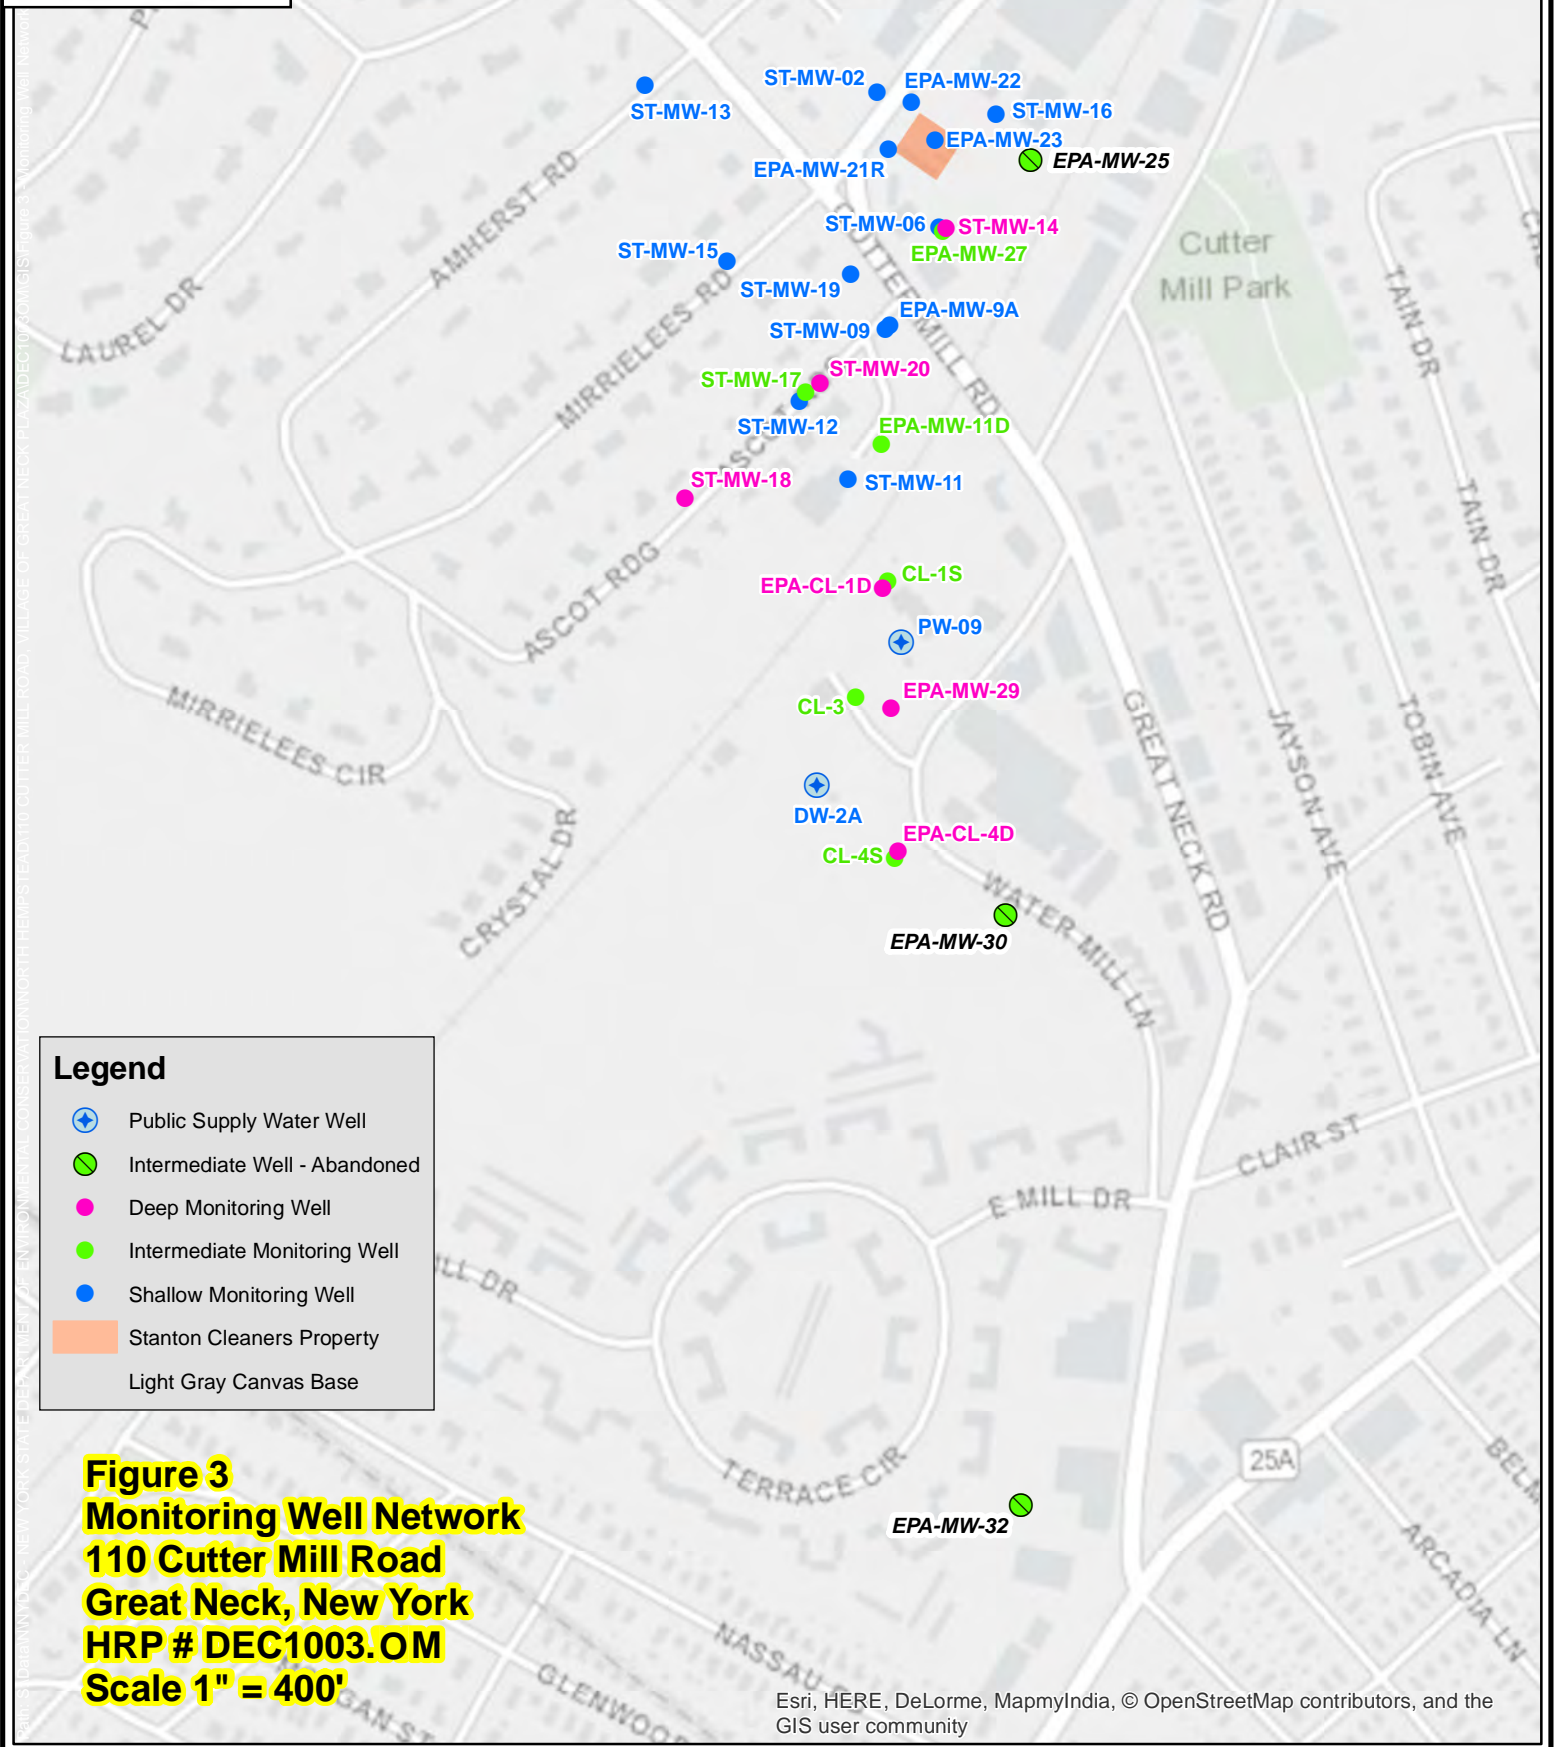 ST-MW-02
EPA-MW-22
ST-MW-13
ST-MW-16
EPA-MW-23
EPA-MW-21R
EPA-MW-25
AMHERST RD
ST-MW-06
ST-MW-14
EPA-MW-27
ST-MW-15
ST-MW-19
Cutter
Mill Park
LAUREL DR
MIRRIELEES RD
CUTTER MILL RD
TAIN DR
EPA-MW-9A
ST-MW-09
ST-MW-20
ST-MW-17
ST-MW-12
EPA-MW-11D
ST-MW-18
ST-MW-11
TAIN DR
ASCOT RDG
CL-1S
EPA-CL-1D
PW-09
EPA-MW-29
CL-3
MIRRIELEES CIR
GREAT NECK RD
JAYSON AVE
TOBIN AVE
DW-2A
EPA-CL-4D
CL-4S
CRYSTAL DR
WATER MILL LN
EPA-MW-30
Legend
Public Supply Water Well
Intermediate Well - Abandoned
Deep Monitoring Well
Intermediate Monitoring Well
Shallow Monitoring Well
Stanton Cleaners Property
Light Gray Canvas Base
CLAIR ST
E MILL DR
ILL DR
TERRACE CIR
25A
BELM
EPA-MW-32
ARCADIA LN
Figure 3
Monitoring Well Network
110 Cutter Mill Road
Great Neck, New York
HRP # DEC1003.OM
Scale 1" = 400'
NASSAU
GLENWOOD
GAN ST
Esri, HERE, DeLorme, MapmyIndia, © OpenStreetMap contributors, and the
GIS user community